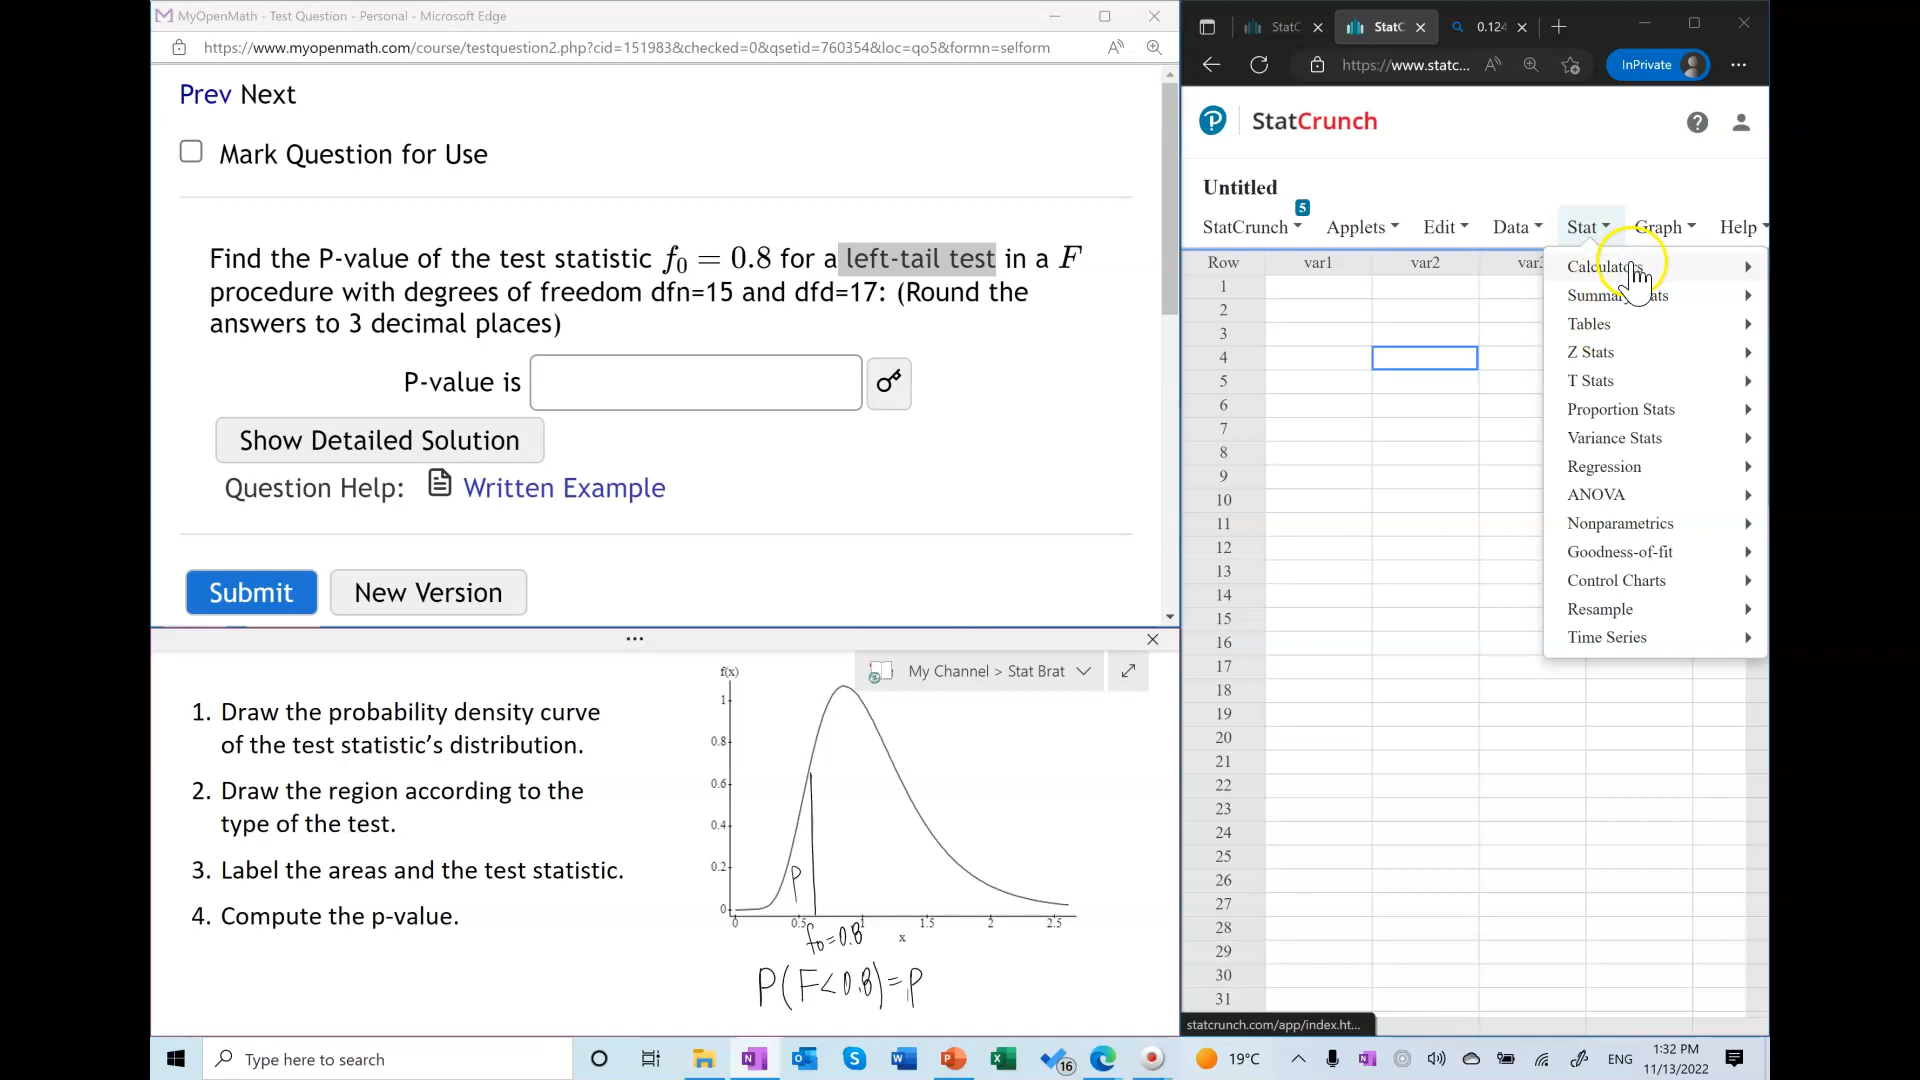 MyOpenMath - Test Question - Personal - Microsoft Edge
https://www.myopenmath.com/course/testquestion2.php?cid=151983&checked=0&qsetid=760354&loc=qo5&formn=selform
Prev Next
Mark Question for Use
Find the P-value of the test statistic f0 = 0.8 for a left-tail test in a F
procedure with degrees of freedom dfn=15 and dfd=17: (Round the
answers to 3 decimal places)
P-value is
Show Detailed Solution
Question Help: Written Example
Submit New Version
My Channel > Stat Brat
1. Draw the probability density curve
of the test statistic's distribution.
2. Draw the region according to the
type of the test.
3. Label the areas and the test statistic.
4. Compute the p-value.
f(x)
1
0.8
0.6
0.4
0.2
0
0 0.5 1 1.5 2 2.5
x
P
f0=0.8
P(F<0.8)=P
StatC
StatC
0.124
https://www.statc...
InPrivate
StatCrunch
Untitled
5
StatCrunch Applets Edit Data Stat Graph Help
Row var1 var2
1
2
3
4
5
6
7
8
9
10
11
12
13
14
15
16
17
18
19
20
21
22
23
24
25
26
27
28
29
30
31
Calculators
Summary Stats
Tables
Z Stats
T Stats
Proportion Stats
Variance Stats
Regression
ANOVA
Nonparametrics
Goodness-of-fit
Control Charts
Resample
Time Series
statcrunch.com/app/index.ht...
Type here to search
16
19°C
ENG
1:32 PM
11/13/2022